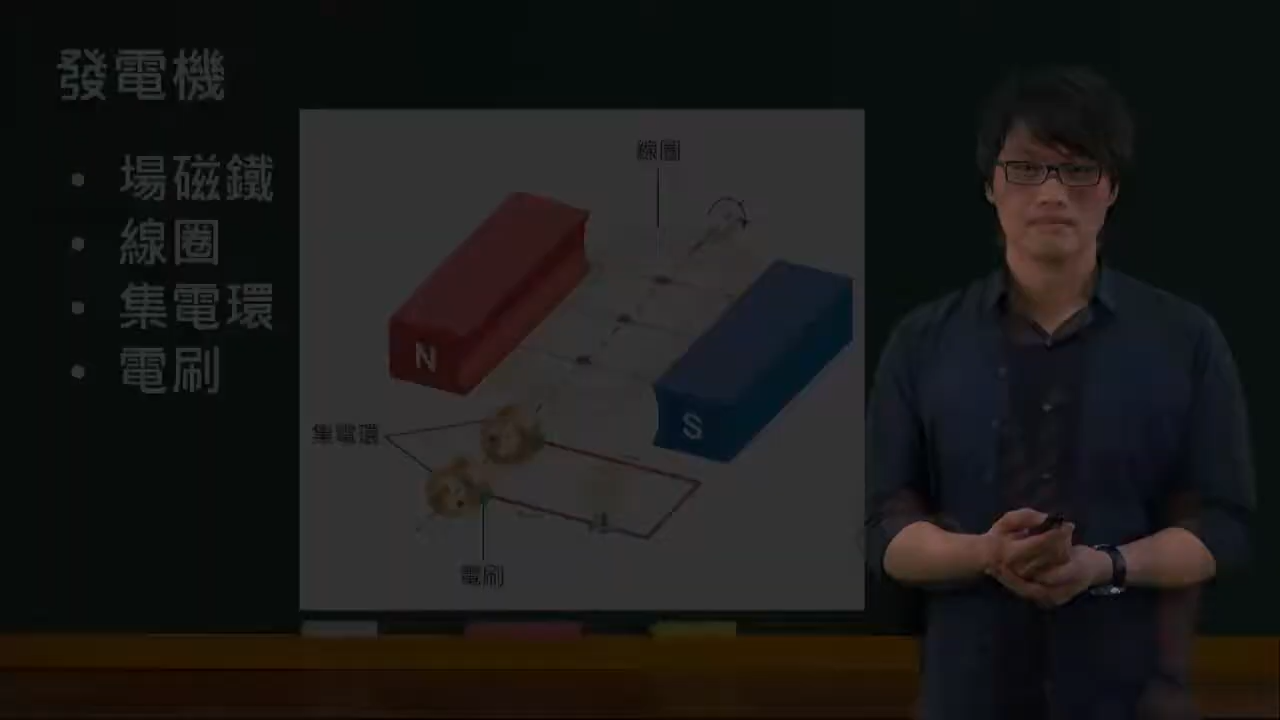 發電機
• 場磁鐵
• 線圈
• 集電環
• 電刷
線圈
N
S
集電環
電刷